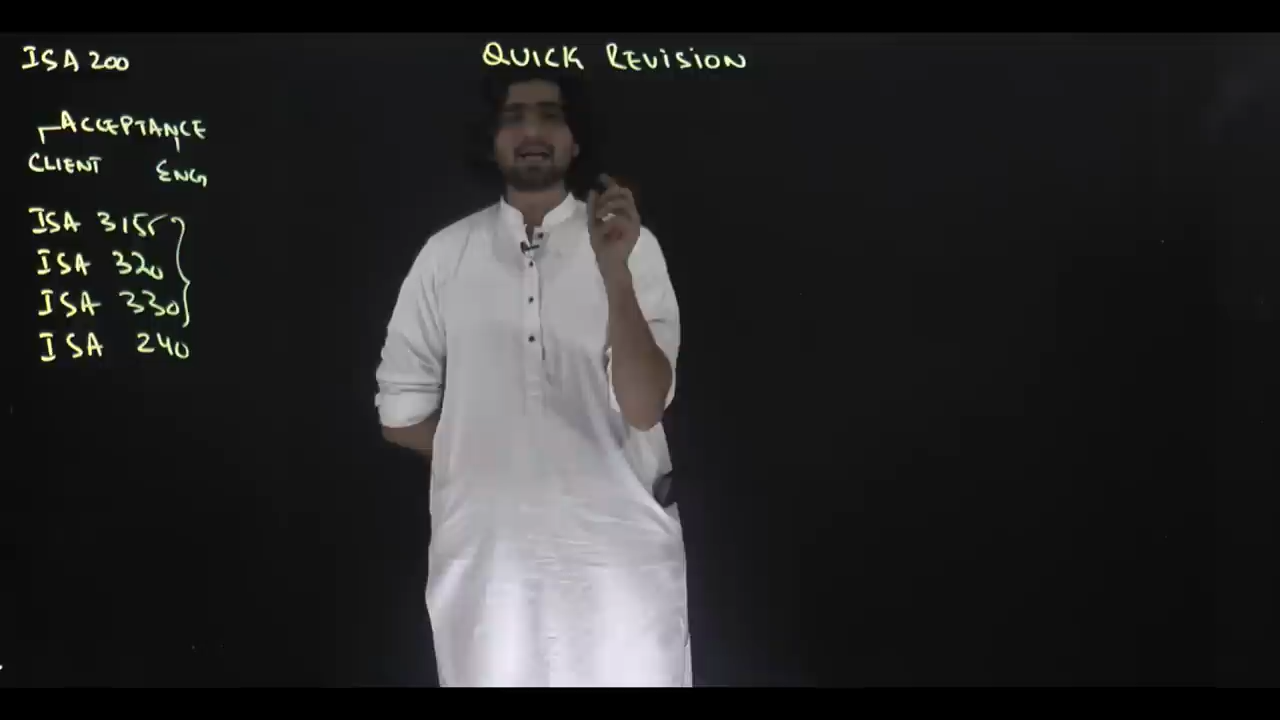 ISA 200
QUICK REVISION
ACCEPTANCE
CLIENT ENG
ISA 315
ISA 320
ISA 330
ISA 240